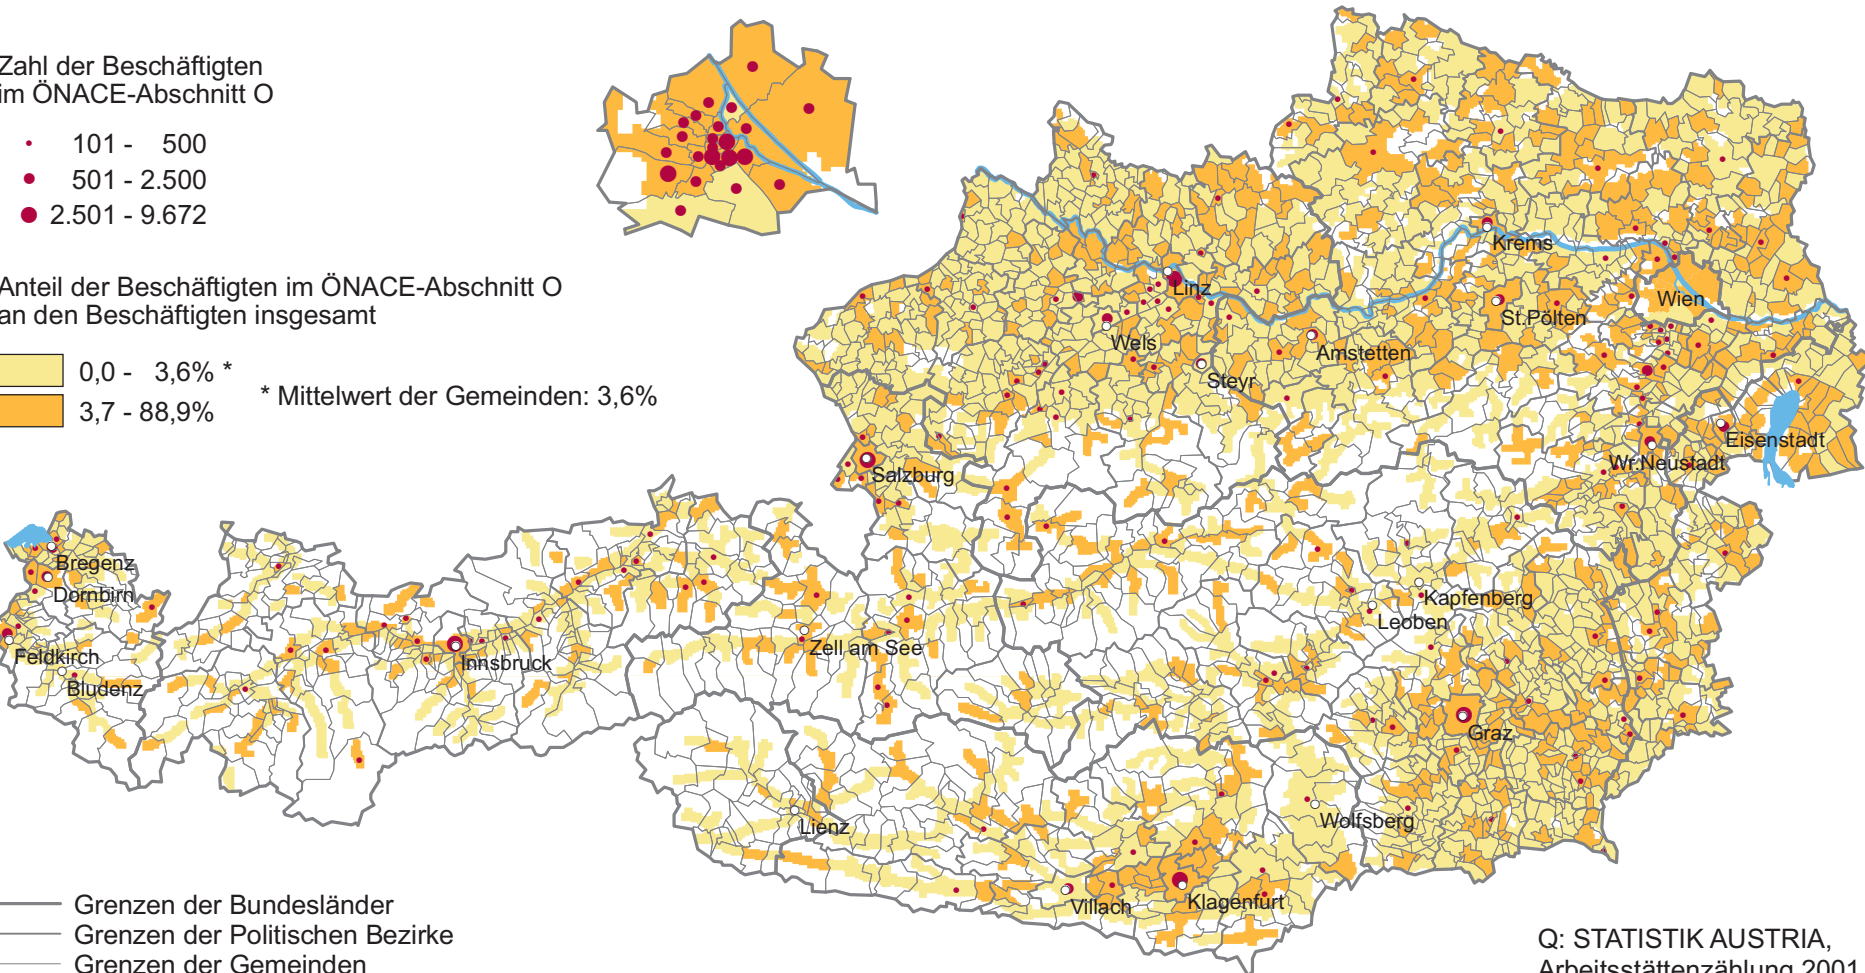 Zahl der Beschäftigten
im ÖNACE-Abschnitt O
101 - 500
501 - 2.500
2.501 - 9.672
Anteil der Beschäftigten im ÖNACE-Abschnitt O
an den Beschäftigten insgesamt
0,0 - 3,6% *
3,7 - 88,9%
* Mittelwert der Gemeinden: 3,6%
Krems
Linz
Wien
St.Pölten
Wels
Amstetten
Steyr
Eisenstadt
Wr.Neustadt
Salzburg
Bregenz
Dornbirn
Kapfenberg
Leoben
Zell am See
Innsbruck
Feldkirch
Bludenz
Graz
Lienz
Wolfsberg
Villach
Klagenfurt
Grenzen der Bundesländer
Grenzen der Politischen Bezirke
Grenzen der Gemeinden
Q: STATISTIK AUSTRIA,
Arbeitsstättenzählung 2001